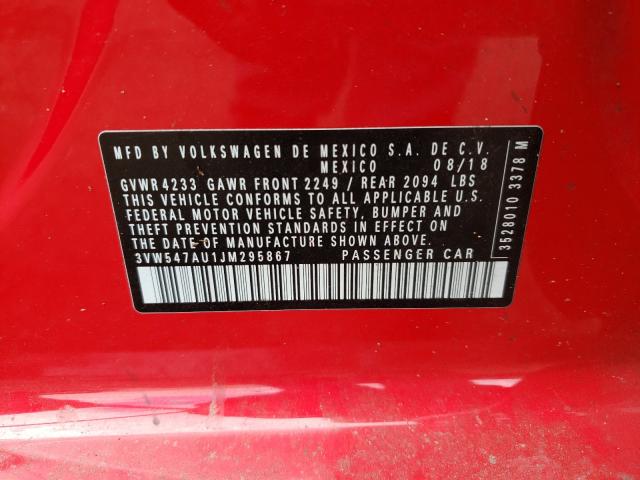 MFD BY VOLKSWAGEN DE MEXICO S.A. DE C.V.
MEXICO 08/18
GVWR 4233 GAWR FRONT 2249 / REAR 2094 LBS
THIS VEHICLE CONFORMS TO ALL APPLICABLE U.S.
FEDERAL MOTOR VEHICLE SAFETY, BUMPER AND
THEFT PREVENTION STANDARDS IN EFFECT ON
THE DATE OF MANUFACTURE SHOWN ABOVE.
3VW547AU1JM295867 PASSENGER CAR
3528010 3378 M